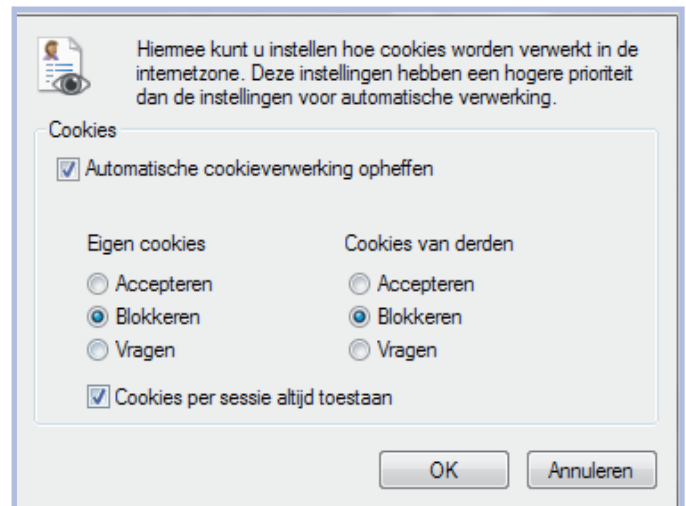 Hiermee kunt u instellen hoe cookies worden verwerkt in de
internetzone. Deze instellingen hebben een hogere prioriteit
dan de instellingen voor automatische verwerking.
Cookies
Automatische cookieverwerking opheffen
Eigen cookies
Cookies van derden
Accepteren
Accepteren
Blokkeren
Blokkeren
Vragen
Vragen
Cookies per sessie altijd toestaan
OK
Annuleren